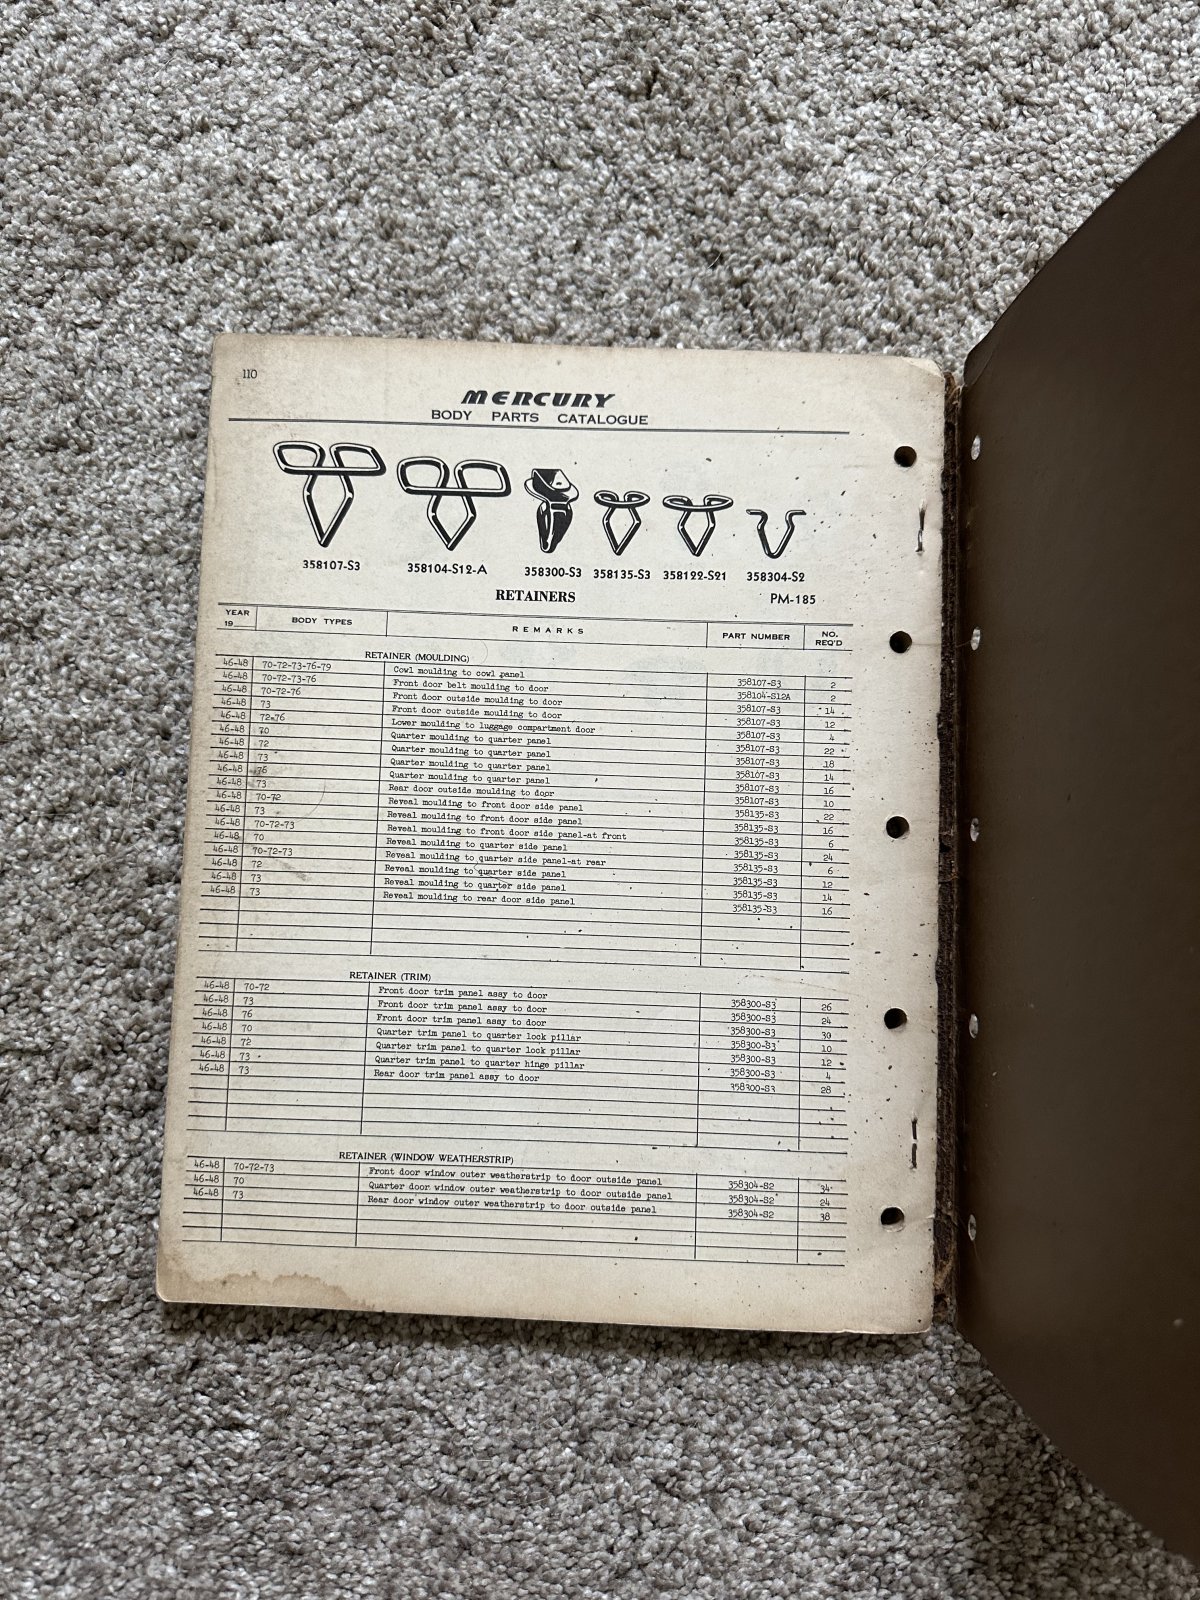 110
MERCURY
BODY PARTS CATALOGUE
358107-S3 358104-S12-A 358300-S3 358135-S3 358122-S21 358304-S2
RETAINERS PM-185
YEAR 19 BODY TYPES REMARKS PART NUMBER NO. REQ'D
RETAINER (MOULDING)
46-48 70-72-73-76-79 Cowl moulding to cowl panel 358107-S3 2
46-48 70-72-73-76 Front door belt moulding to door 358104-S12A 2
46-48 70-72-76 Front door outside moulding to door 358107-S3 14
46-48 73 Front door outside moulding to door 358107-S3 12
46-48 72-76 Lower moulding to luggage compartment door 358107-S3 4
46-48 70 Quarter moulding to quarter panel 358107-S3 22
46-48 72 Quarter moulding to quarter panel 358107-S3 18
46-48 73 Quarter moulding to quarter panel 358107-S3 14
46-48 76 Quarter moulding to quarter panel 358107-S3 16
46-48 73 Rear door outside moulding to door 358107-S3 10
46-48 70-72 Reveal moulding to front door side panel 358135-S3 22
46-48 73 Reveal moulding to front door side panel 358135-S3 16
46-48 70-72-73 Reveal moulding to front door side panel-at front 358135-S3 6
46-48 70 Reveal moulding to quarter side panel 358135-S3 24
46-48 70-72-73 Reveal moulding to quarter side panel-at rear 358135-S3 6
46-48 72 Reveal moulding to quarter side panel 358135-S3 12
46-48 73 Reveal moulding to quarter side panel 358135-S3 14
46-48 73 Reveal moulding to rear door side panel 358135-S3 16
RETAINER (TRIM)
46-48 70-72 Front door trim panel assy to door 358300-S3 26
46-48 73 Front door trim panel assy to door 358300-S3 24
46-48 76 Front door trim panel assy to door 358300-S3 30
46-48 70 Quarter trim panel to quarter lock pillar 358300-S3 10
46-48 72 Quarter trim panel to quarter lock pillar 358300-S3 12
46-48 73 Quarter trim panel to quarter hinge pillar 358300-S3 4
46-48 73 Rear door trim panel assy to door 358300-S3 28
RETAINER (WINDOW WEATHERSTRIP)
46-48 70-72-73 Front door window outer weatherstrip to door outside panel 358304-S2 34
46-48 70 Quarter door window outer weatherstrip to door outside panel 358304-S2 24
46-48 73 Rear door window outer weatherstrip to door outside panel 358304-S2 38